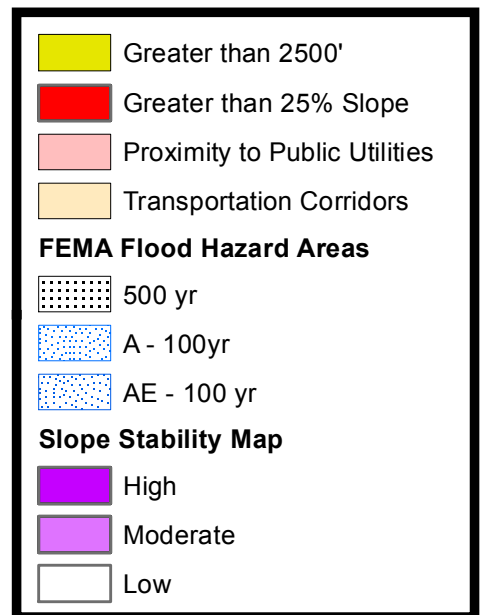 Greater than 2500'
Greater than 25% Slope
Proximity to Public Utilities
Transportation Corridors
FEMA Flood Hazard Areas
500 yr
A - 100yr
AE - 100 yr
Slope Stability Map
High
Moderate
Low